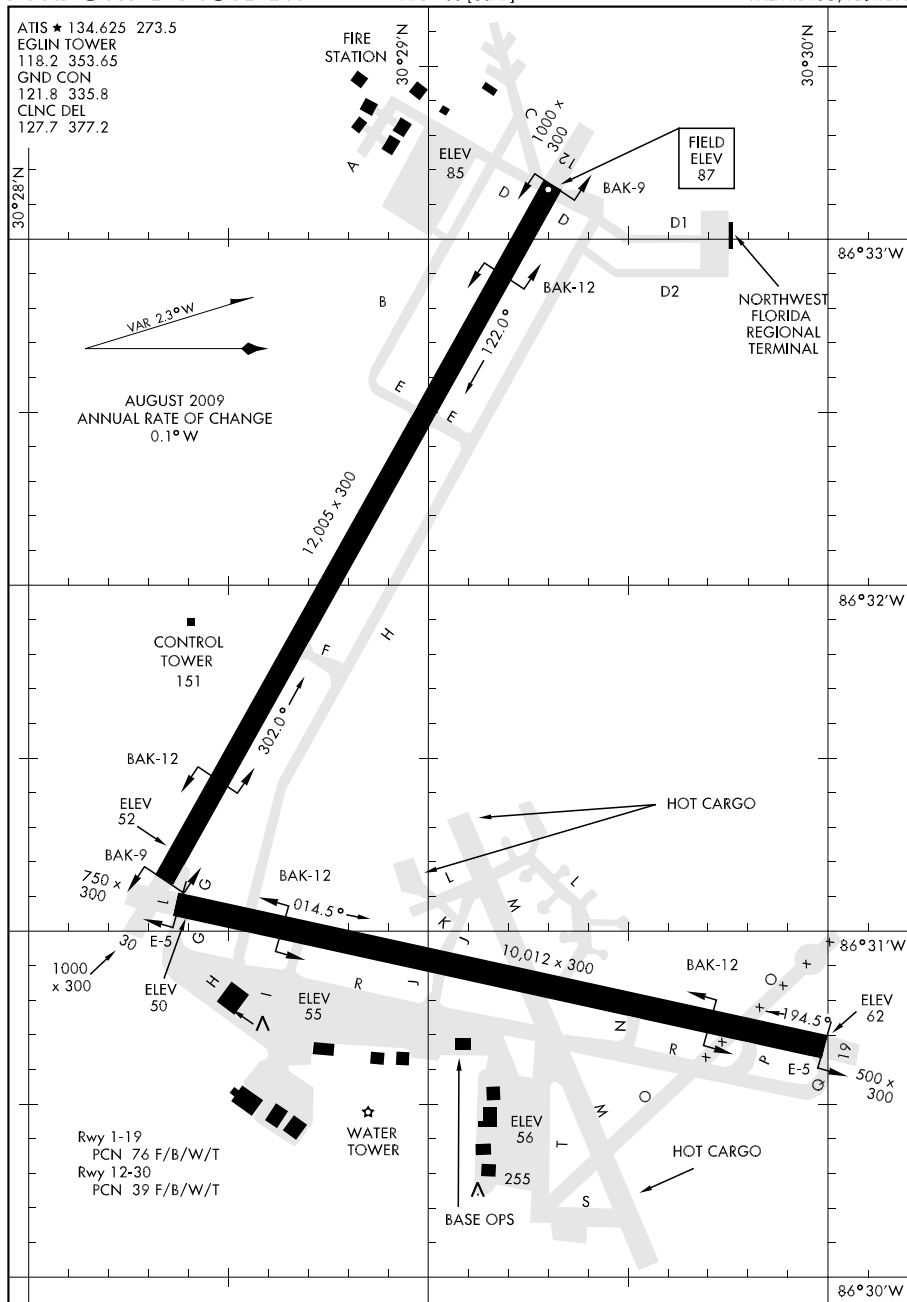 ATIS ★ 134.625 273.5
EGLIN TOWER
118.2 353.65
GND CON
121.8 335.8
CLNC DEL
127.7 377.2
FIRE
STATION
30°29'N
30°30'N
30°28'N
A
ELEV
85
C
1000 x
300
12
FIELD
ELEV
87
D
BAK-9
D
D1
86°33'W
BAK-12
D2
NORTHWEST
FLORIDA
REGIONAL
TERMINAL
VAR 2.3°W
B
122.0°
AUGUST 2009
ANNUAL RATE OF CHANGE
0.1° W
E
E
12,005 x 300
86°32'W
CONTROL
TOWER
151
F
H
302.0°
BAK-12
HOT CARGO
ELEV
52
BAK-9
750 x
300
G
BAK-12
014.5°
L
L
M
K
J
1
G
30
E-5
86°31'W
1000
x 300
ELEV
50
H
I
R
J
ELEV
55
10,012 x 300
BAK-12
O
194.5°
ELEV
62
N
R
P
19
E-5
Q
500 x
300
O
M
T
S
ELEV
56
255
WATER
TOWER
BASE OPS
HOT CARGO
Rwy 1-19
PCN 76 F/B/W/T
Rwy 12-30
PCN 39 F/B/W/T
86°30'W